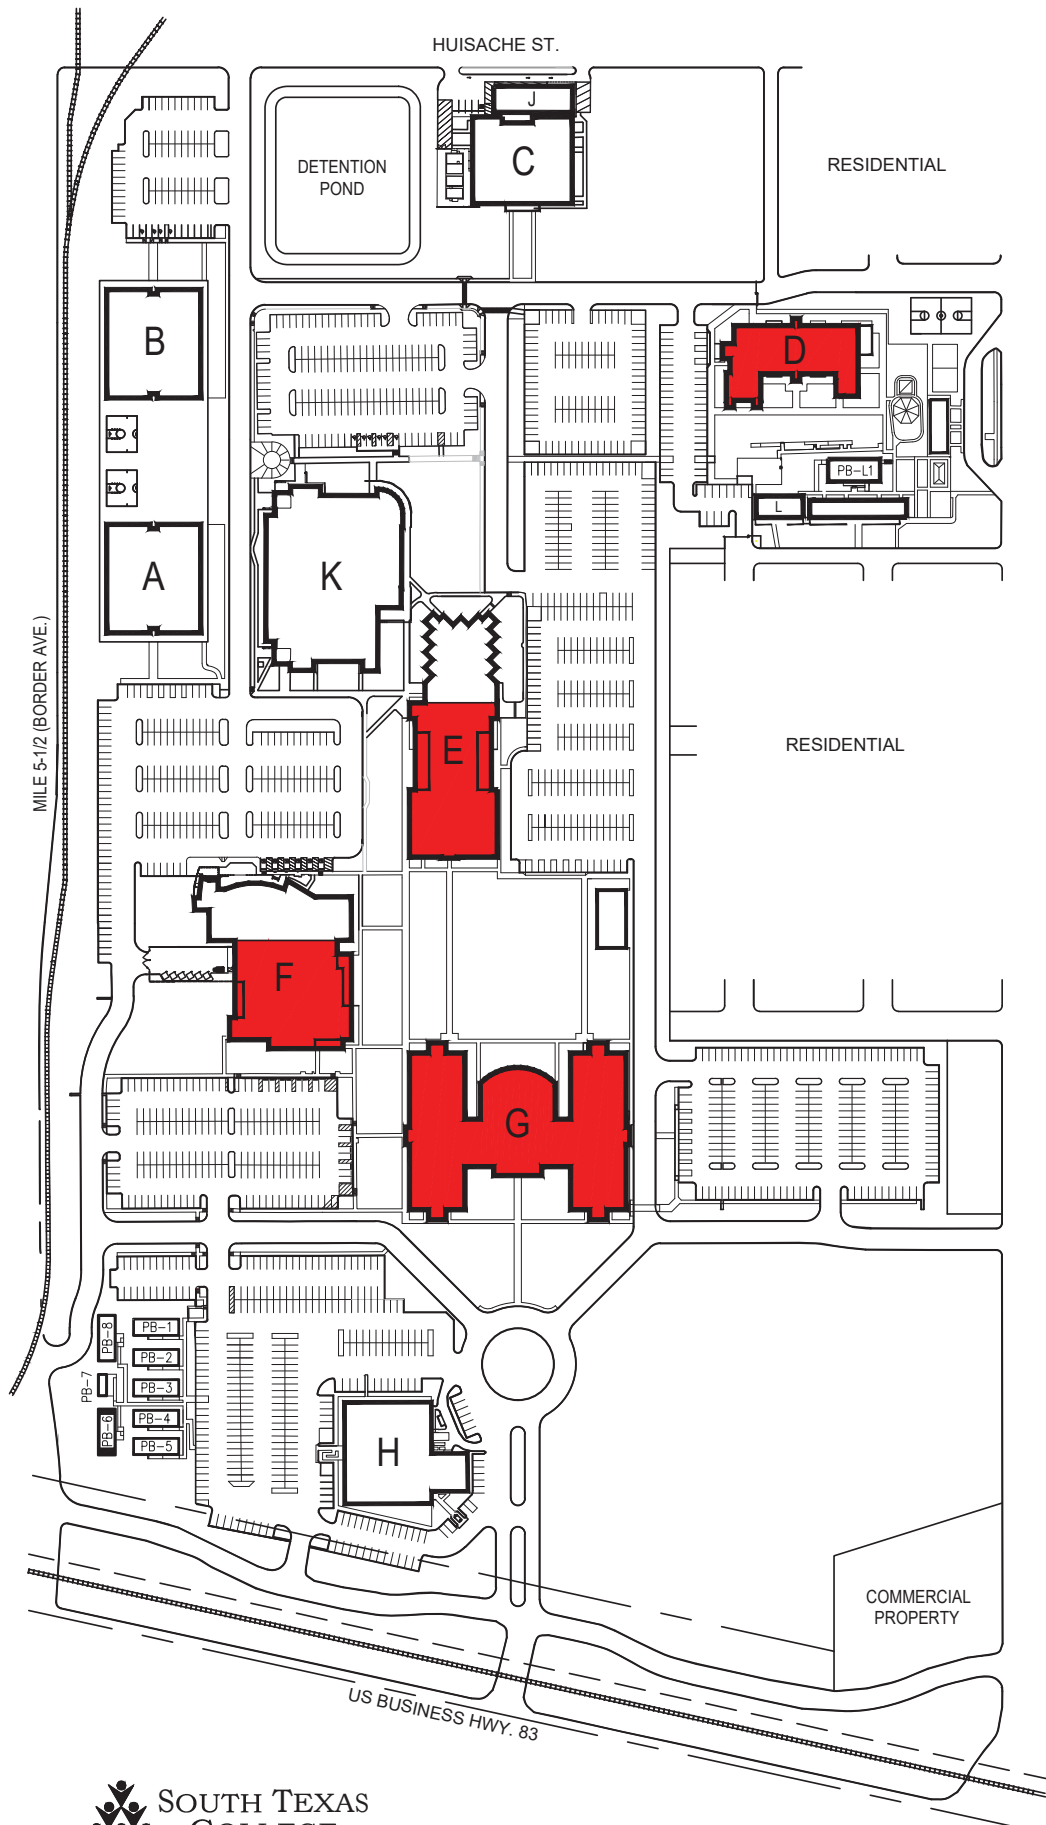 HUISACHE ST.
J
C
DETENTION
POND
RESIDENTIAL
B
D
PB-L1
L
A
K
MILE 5-1/2 (BORDER AVE.)
E
RESIDENTIAL
F
G
PB-8
PB-1
PB-2
PB-7
PB-3
PB-6
PB-4
PB-5
H
COMMERCIAL
PROPERTY
US BUSINESS HWY. 83
SOUTH TEXAS
COLLEGE